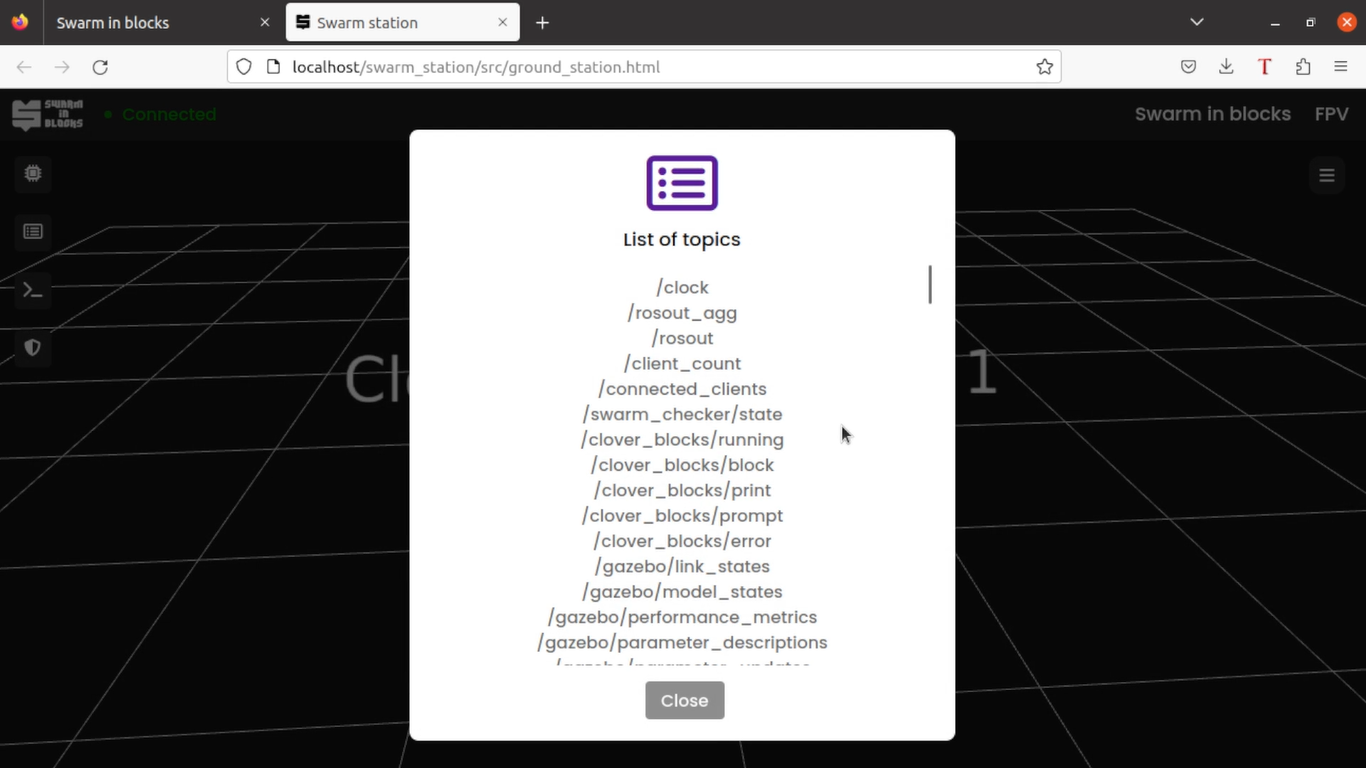 Swarm in blocks
Swarm station
localhost/swarm_station/src/ground_station.html
SWARM
in
BLOCKS
Connected
Swarm in blocks
FPV
List of topics
/clock
/rosout_agg
/rosout
/client_count
/connected_clients
/swarm_checker/state
/clover_blocks/running
/clover_blocks/block
/clover_blocks/print
/clover_blocks/prompt
/clover_blocks/error
/gazebo/link_states
/gazebo/model_states
/gazebo/performance_metrics
/gazebo/parameter_descriptions
/gazebo/parameter_updates
Cl
1
Close